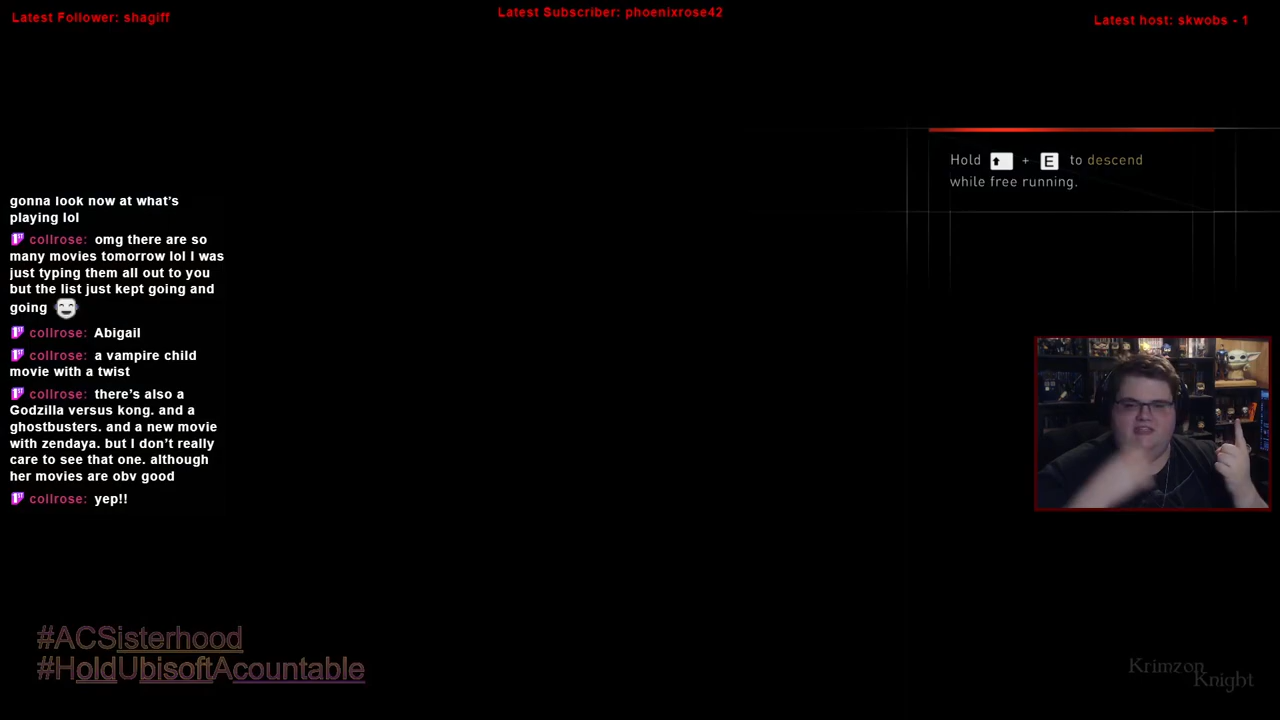 Latest Follower: shagiff
Latest Subscriber: phoenixrose42
Latest host: skwobs - 1
Hold + E to descend
while free running.
gonna look now at what's
playing lol
collrose: omg there are so
many movies tomorrow lol I was
just typing them all out to you
but the list just kept going and
going
collrose: Abigail
collrose: a vampire child
movie with a twist
collrose: there's also a
Godzilla versus kong. and a
ghostbusters. and a new movie
with zendaya. but I don't really
care to see that one. although
her movies are obv good
collrose: yep!!
#ACSisterhood
#HoldUbisoftAcountable
Krimzon
Knight